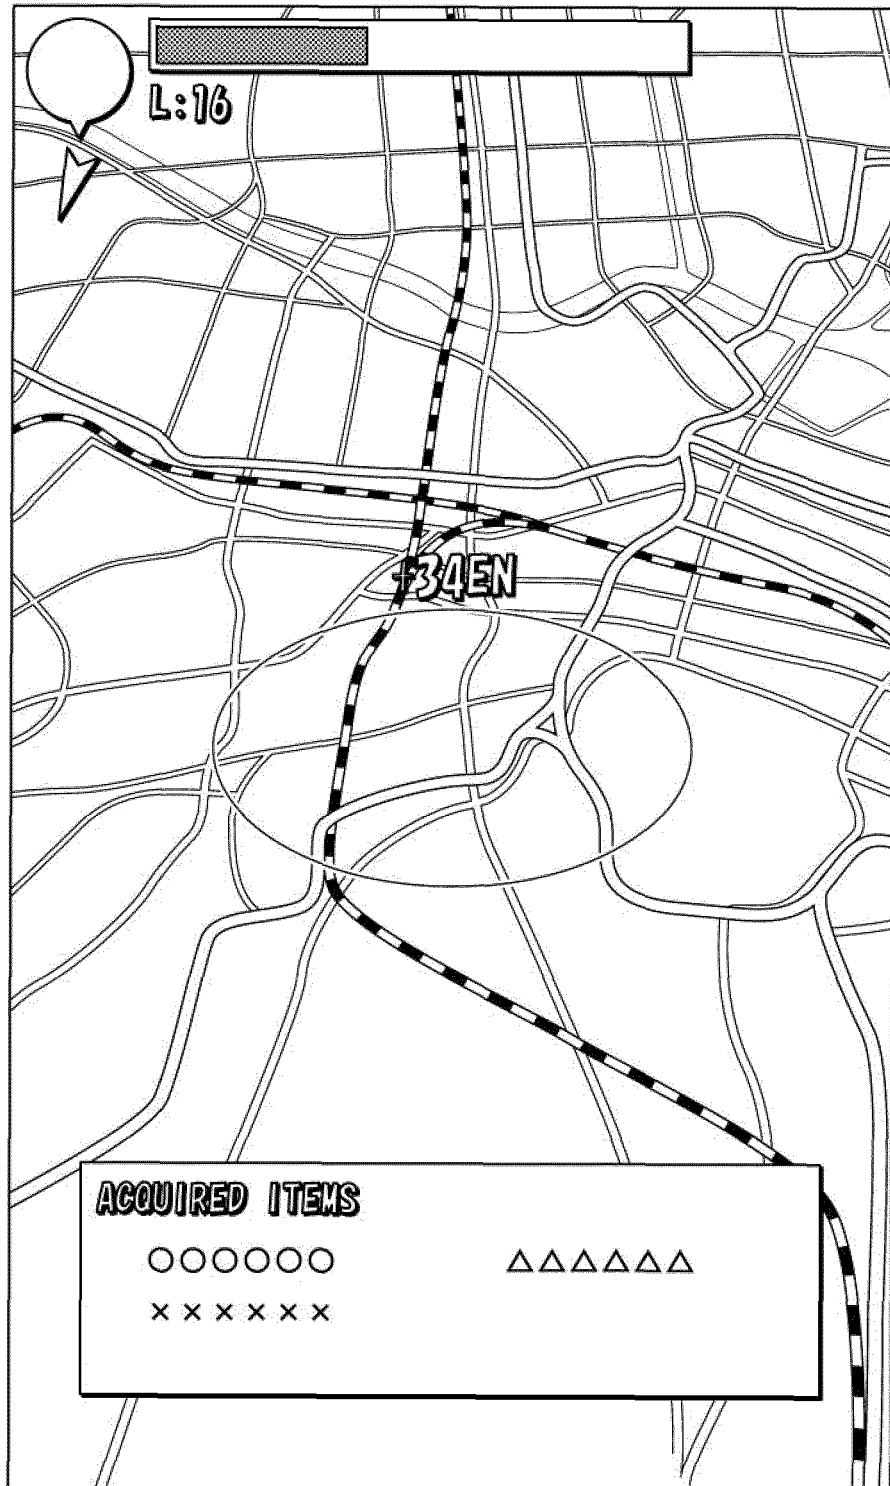 L:16
+34EN
ACQUIRED ITEMS
○○○○○○
△△△△△△
××××××